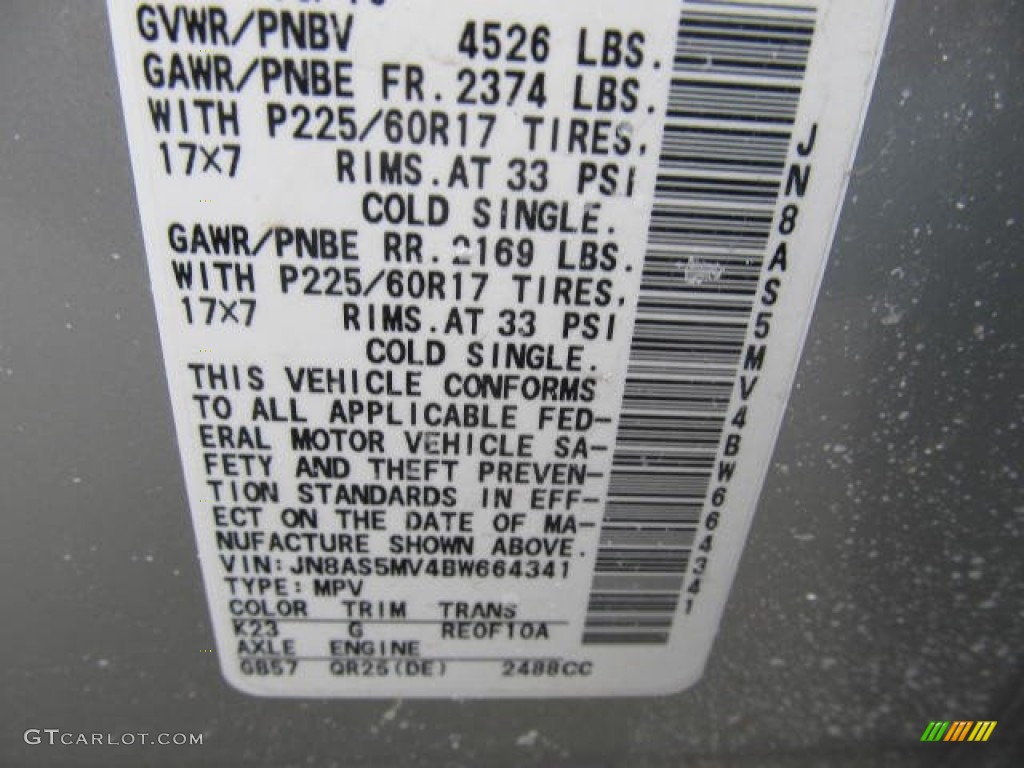 GVWR/PNBV 4526 LBS.
GAWR/PNBE FR. 2374 LBS.
WITH P225/60R17 TIRES,
17×7 RIMS.AT 33 PSI
COLD SINGLE.
GAWR/PNBE RR. 2169 LBS.
WITH P225/60R17 TIRES,
17×7 RIMS.AT 33 PSI
COLD SINGLE.
THIS VEHICLE CONFORMS
TO ALL APPLICABLE FED-
ERAL MOTOR VEHICLE SA-
FETY AND THEFT PREVEN-
TION STANDARDS IN EFF-
ECT ON THE DATE OF MA-
NUFACTURE SHOWN ABOVE.
VIN:JN8AS5MV4BW664341
TYPE:MPV
COLOR TRIM TRANS
K23 G RE0F10A
AXLE ENGINE
GB57 QR25(DE) 2488CC
JN8AS5MV4BW664341
GTCARLOT.COM